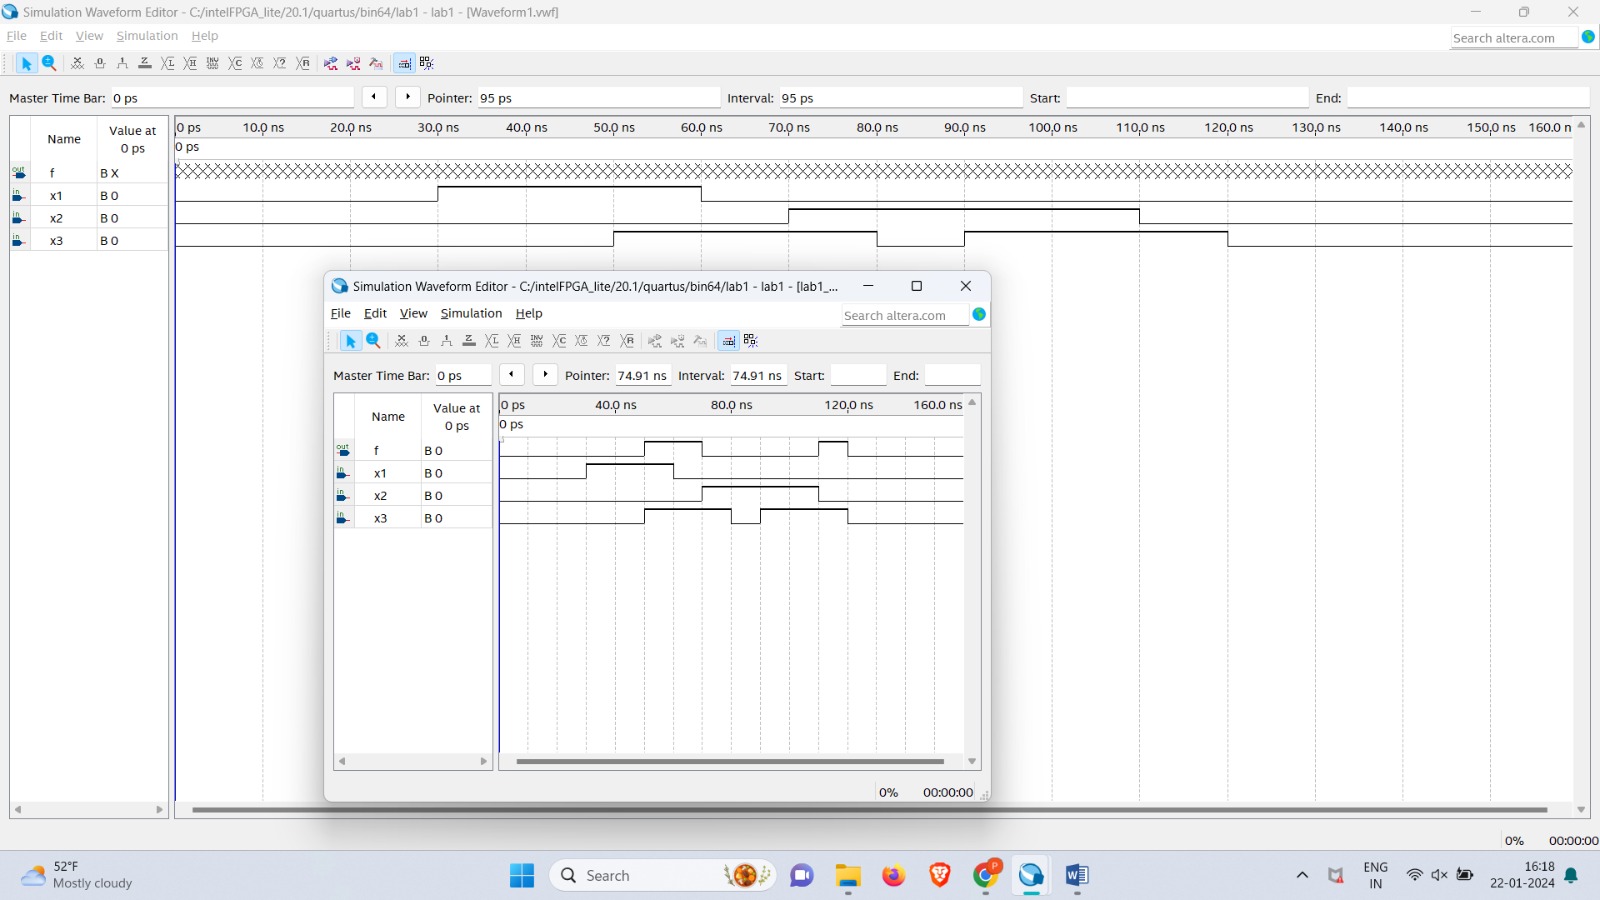 Simulation Waveform Editor - C:/intelFPGA_lite/20.1/quartus/bin64/lab1 - lab1 - [Waveform1.vwf]
File Edit View Simulation Help
Search altera.com
Master Time Bar: 0 ps Pointer: 95 ps Interval: 95 ps Start: End:
Name Value at 0 ps
0 ps 10.0 ns 20.0 ns 30.0 ns 40.0 ns 50.0 ns 60.0 ns 70.0 ns 80.0 ns 90.0 ns 100.0 ns 110.0 ns 120.0 ns 130.0 ns 140.0 ns 150.0 ns 160.0 n
0 ps
out f B X
in x1 B 0
in x2 B 0
in x3 B 0
Simulation Waveform Editor - C:/intelFPGA_lite/20.1/quartus/bin64/lab1 - lab1 - [lab1_...
File Edit View Simulation Help
Search altera.com
Master Time Bar: 0 ps Pointer: 74.91 ns Interval: 74.91 ns Start: End:
Name Value at 0 ps
0 ps 40.0 ns 80.0 ns 120.0 ns 160.0 ns
0 ps
out f B 0
in x1 B 0
in x2 B 0
in x3 B 0
0% 00:00:00
0% 00:00:00
52°F
Mostly cloudy
Search
P
ENG
IN
16:18
22-01-2024